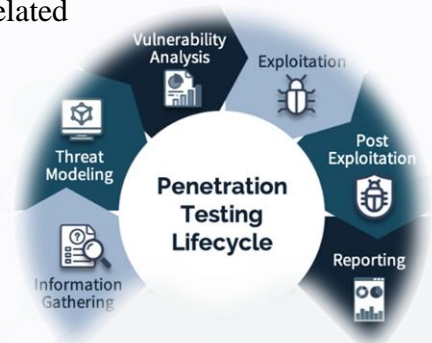 elated
Vulnerability
Analysis
Exploitation
Threat
Modeling
Post
Exploitation
Penetration
Testing
Lifecycle
Information
Gathering
Reporting